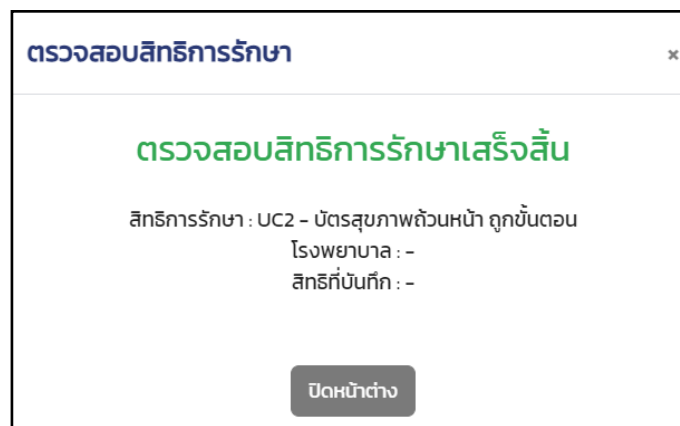 ตรวจสอบสิทธิการรักษา
×
ตรวจสอบสิทธิการรักษาเสร็จสิ้น
สิทธิการรักษา : UC2 - บัตรสุขภาพถ้วนหน้า ถูกขั้นตอน
โรงพยาบาล : -
สิทธิที่บันทึก : -
ปิดหน้าต่าง